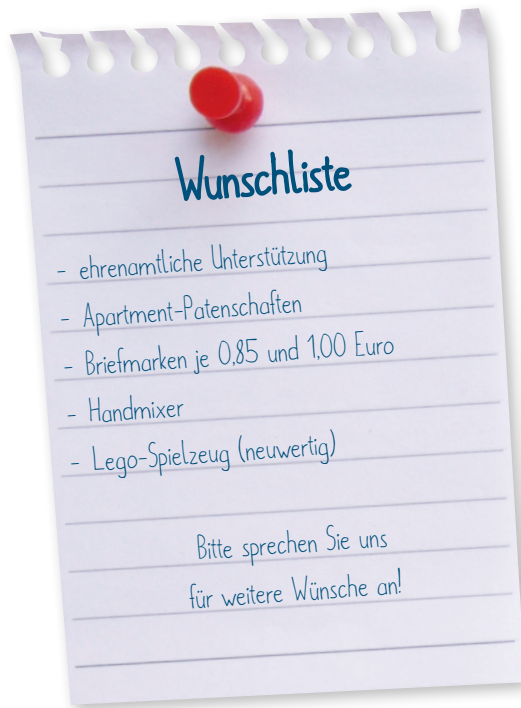 Wunschliste
- ehrenamtliche Unterstützung
- Apartment-Patenschaften
- Briefmarken je 0,85 und 1,00 Euro
- Handmixer
- Lego-Spielzeug (neuwertig)
Bitte sprechen Sie uns
für weitere Wünsche an!